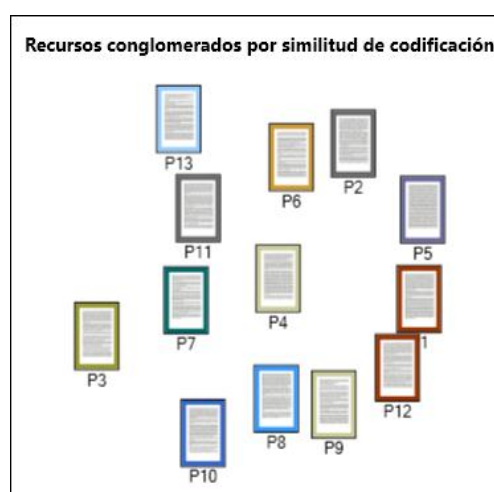 Recursos conglomerados por similitud de codificación
P13
P6
P2
P11
P5
P4
P7
1
P3
P12
P8
P9
P10